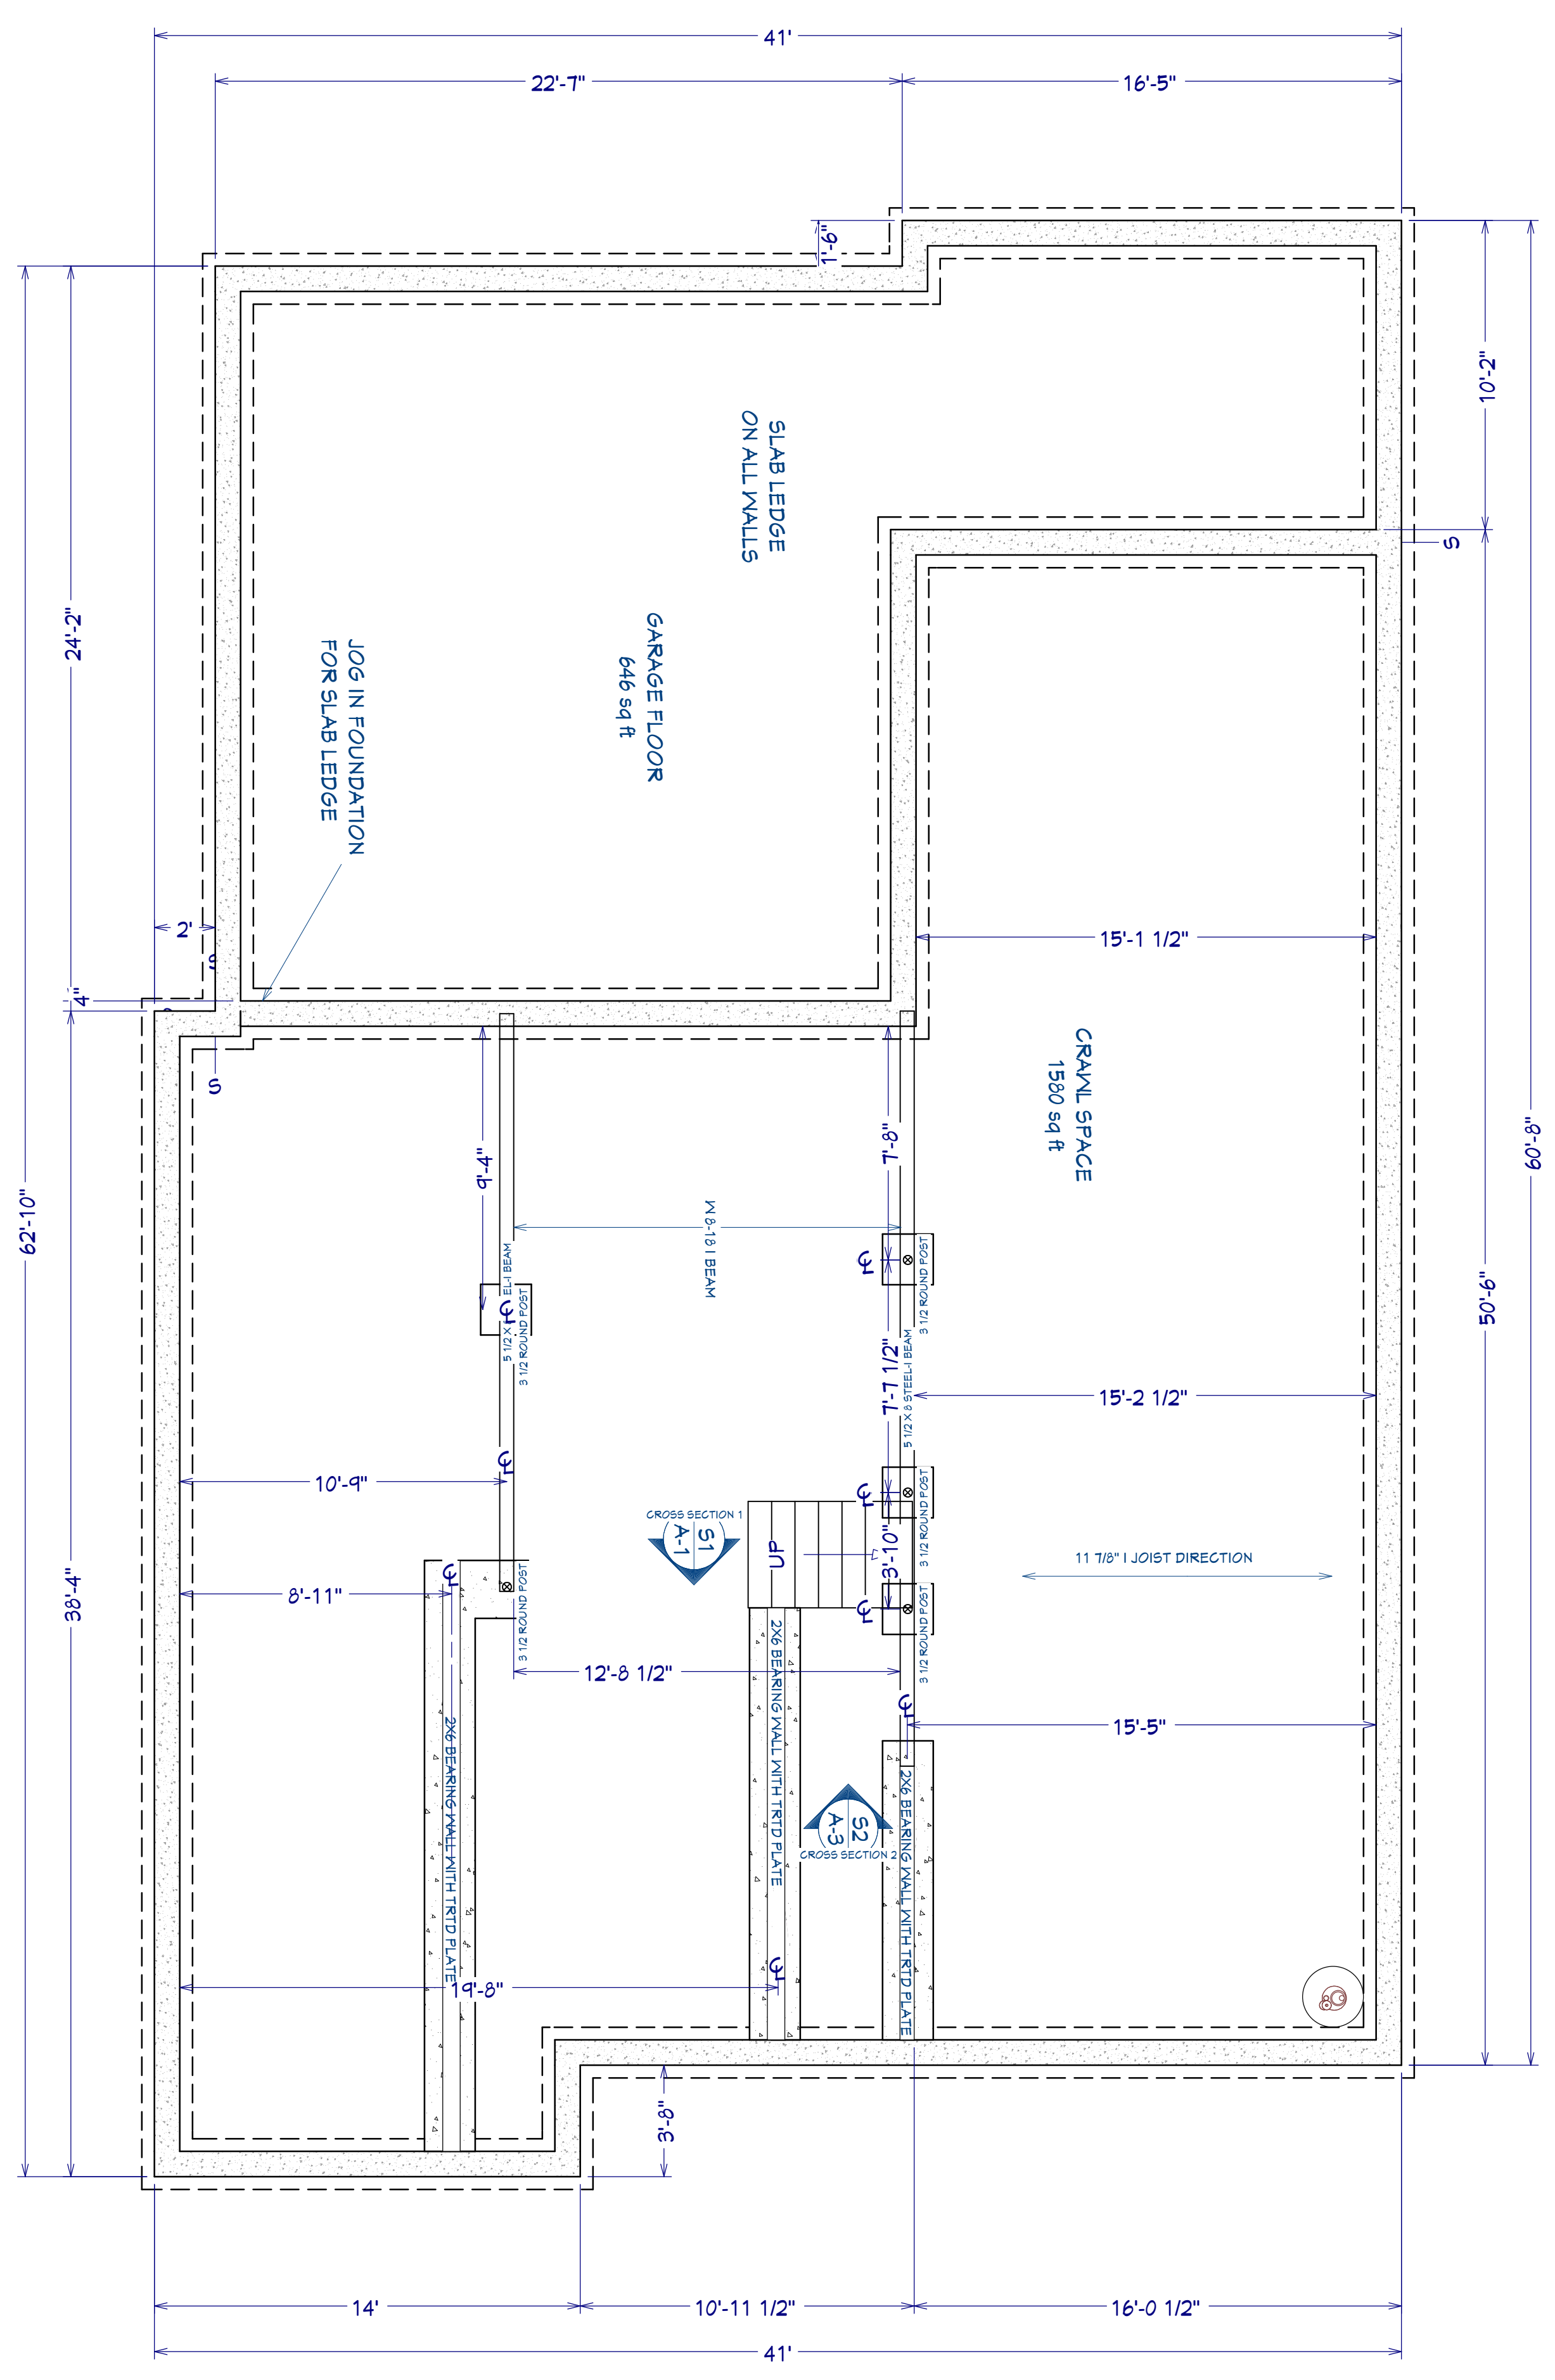 41'
22'-7"
16'-5"
1'-6"
10'-2"
S
SLAB LEDGE
ON ALL WALLS
GARAGE FLOOR
646 sq ft
JOG IN FOUNDATION
FOR SLAB LEDGE
24'-2"
2'
S
4"
S
15'-1 1/2"
CRAWL SPACE
1580 sq ft
62'-10"
60'-8"
50'-6"
38'-4"
9'-4"
7'-8"
W 8-18 I BEAM
3 1/2 ROUND POST
3 1/2 ROUND POST
7'-7 1/2"
5 1/2 X 8 STEEL-I BEAM
15'-2 1/2"
10'-9"
CROSS SECTION 1
S1
A-1
UP
3'-10"
3 1/2 ROUND POST
11 7/8" I JOIST DIRECTION
8'-11"
3 1/2 ROUND POST
3 1/2 ROUND POST
12'-8 1/2"
15'-5"
2X6 BEARING WALL WITH TRTD PLATE
2X6 BEARING WALL WITH TRTD PLATE
2X6 BEARING WALL WITH TRTD PLATE
S2
A-3
CROSS SECTION 2
19'-8"
3'-8"
14'
10'-11 1/2"
16'-0 1/2"
41'